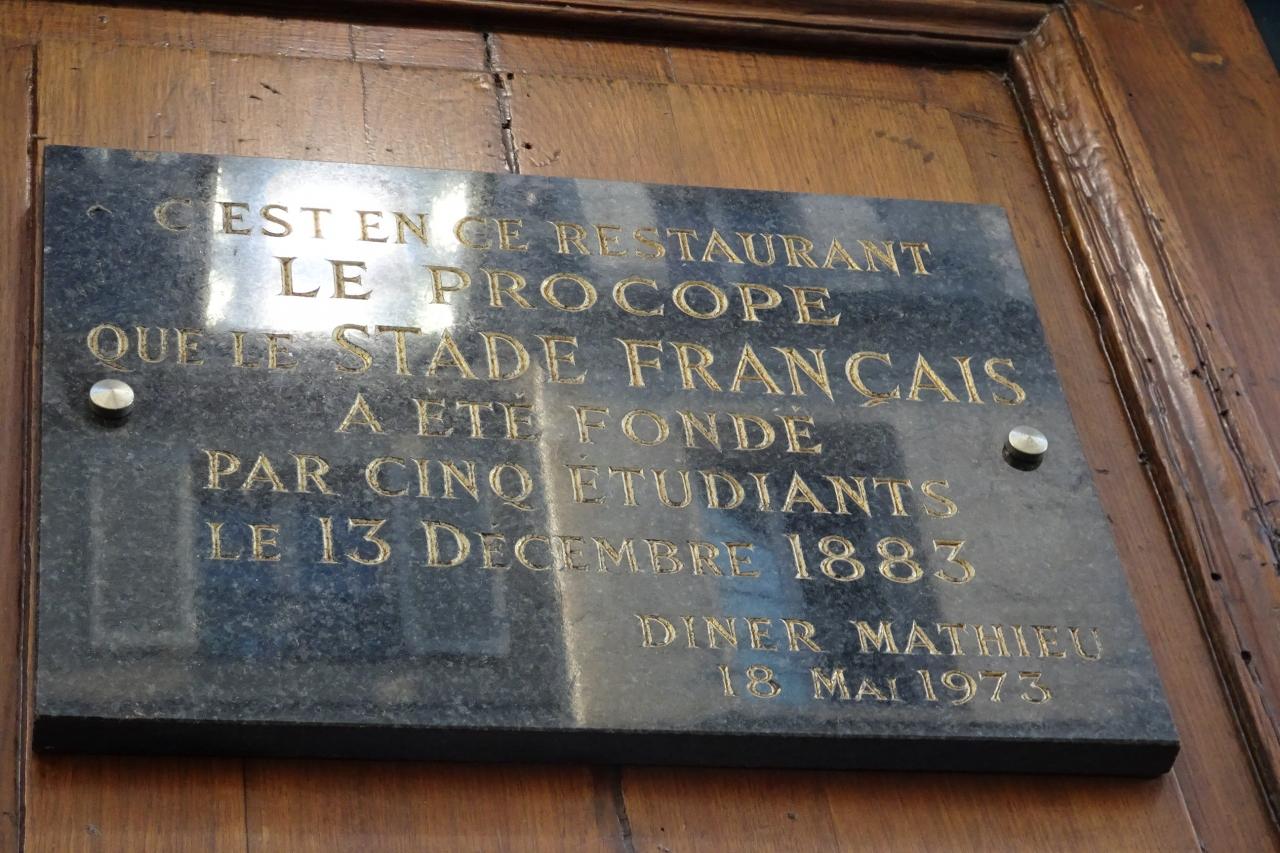 C'EST EN CE RESTAURANT
LE PROCOPE
QUE LE STADE FRANÇAIS
A ÉTÉ FONDÉ
PAR CINQ ÉTUDIANTS
LE 13 DÉCEMBRE 1883
DINER MATHIEU
18 MAI 1973